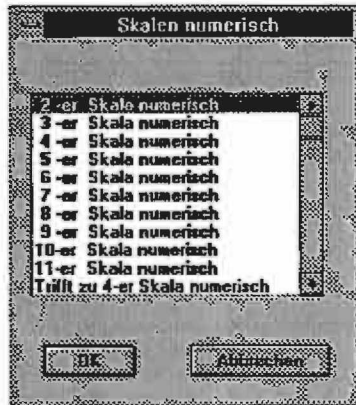 Skalen numerisch
2 -er Skala numerisch
3 -er Skala numerisch
4 -er Skala numerisch
5 -er Skala numerisch
6 -er Skala numerisch
7 -er Skala numerisch
8 -er Skala numerisch
9 -er Skala numerisch
10-er Skala numerisch
11-er Skala numerisch
Trifft zu 4-er Skala numerisch
OK Abbrechen